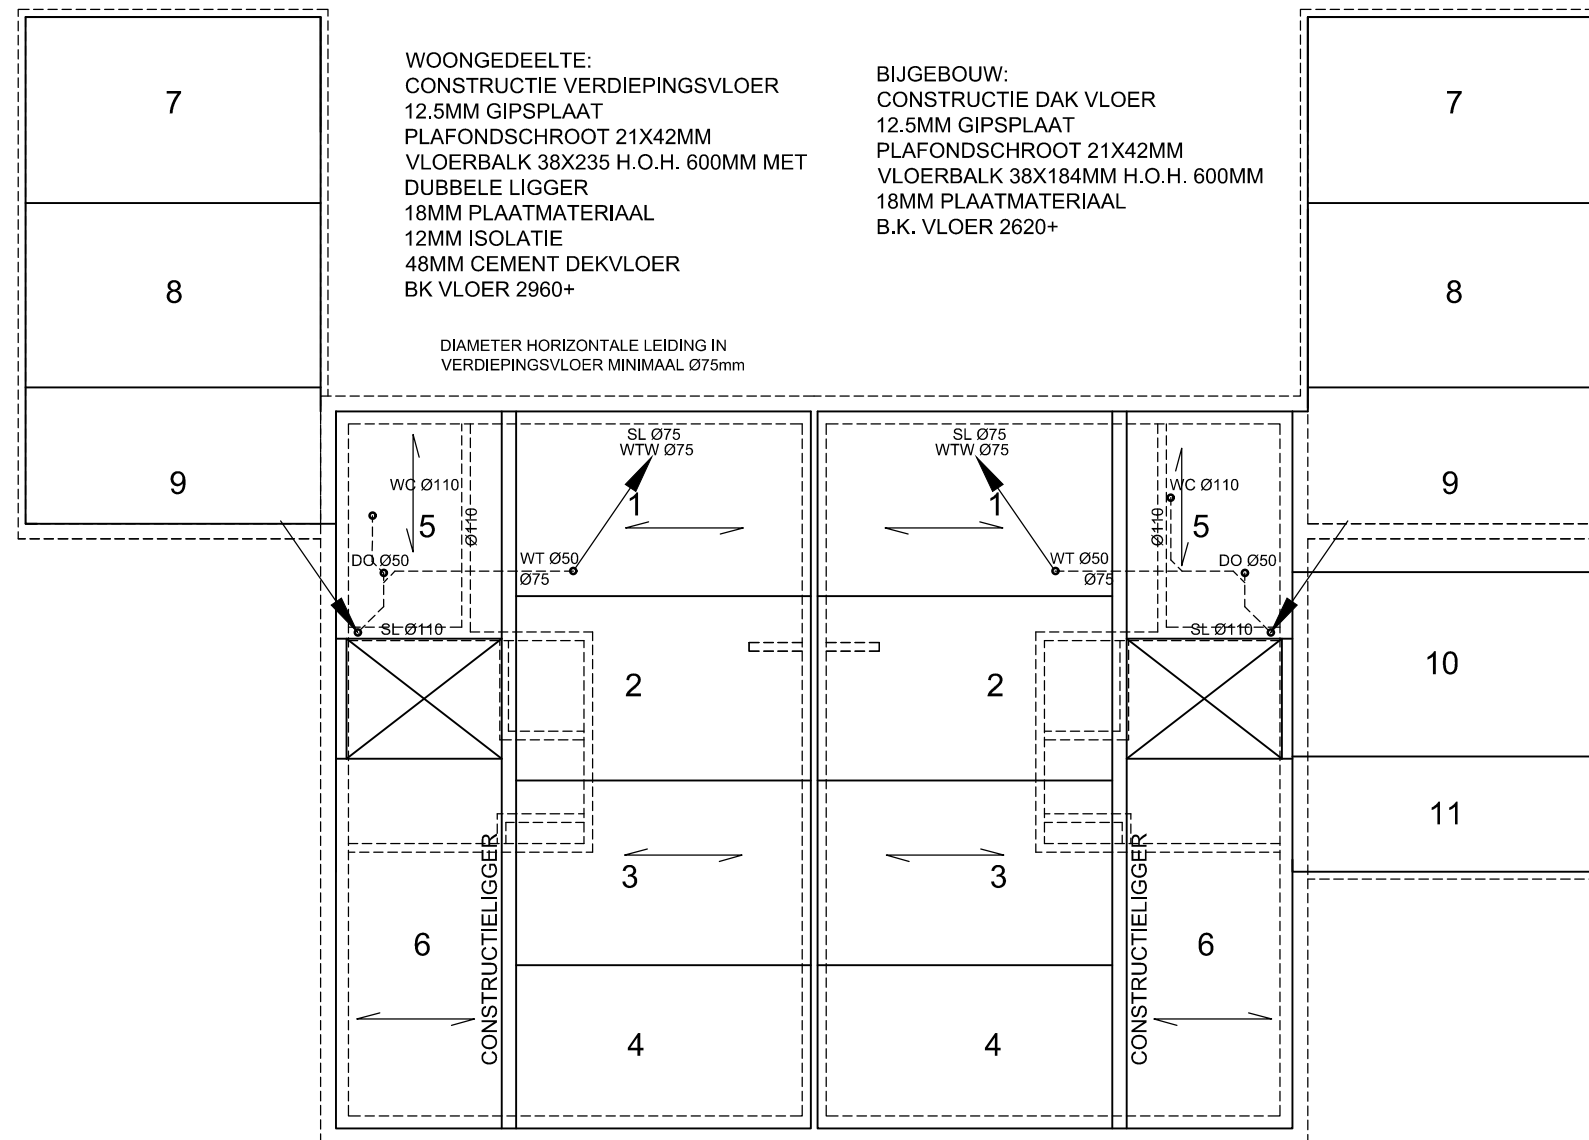 WOONGEDEELTE:
CONSTRUCTIE VERDIEPINGSVLOER
12.5MM GIPSPLAAT
PLAFONDSCHROOT 21X42MM
VLOERBALK 38X235 H.O.H. 600MM MET
DUBBELE LIGGER
18MM PLAATMATERIAAL
12MM ISOLATIE
48MM CEMENT DEKVLOER
BK VLOER 2960+
BIJGEBOUW:
CONSTRUCTIE DAK VLOER
12.5MM GIPSPLAAT
PLAFONDSCHROOT 21X42MM
VLOERBALK 38X184MM H.O.H. 600MM
18MM PLAATMATERIAAL
B.K. VLOER 2620+
DIAMETER HORIZONTALE LEIDING IN
VERDIEPINGSVLOER MINIMAAL Ø75mm
7
8
9
7
8
9
10
11
SL Ø75
WTW Ø75
WC Ø110
5
Ø110
1
DO Ø50
WT Ø50
Ø75
SL Ø110
2
3
4
6
CONSTRUCTIELIGGER
SL Ø75
WTW Ø75
WC Ø110
5
Ø110
1
WT Ø50
Ø75
DO Ø50
SL Ø110
2
3
4
6
CONSTRUCTIELIGGER